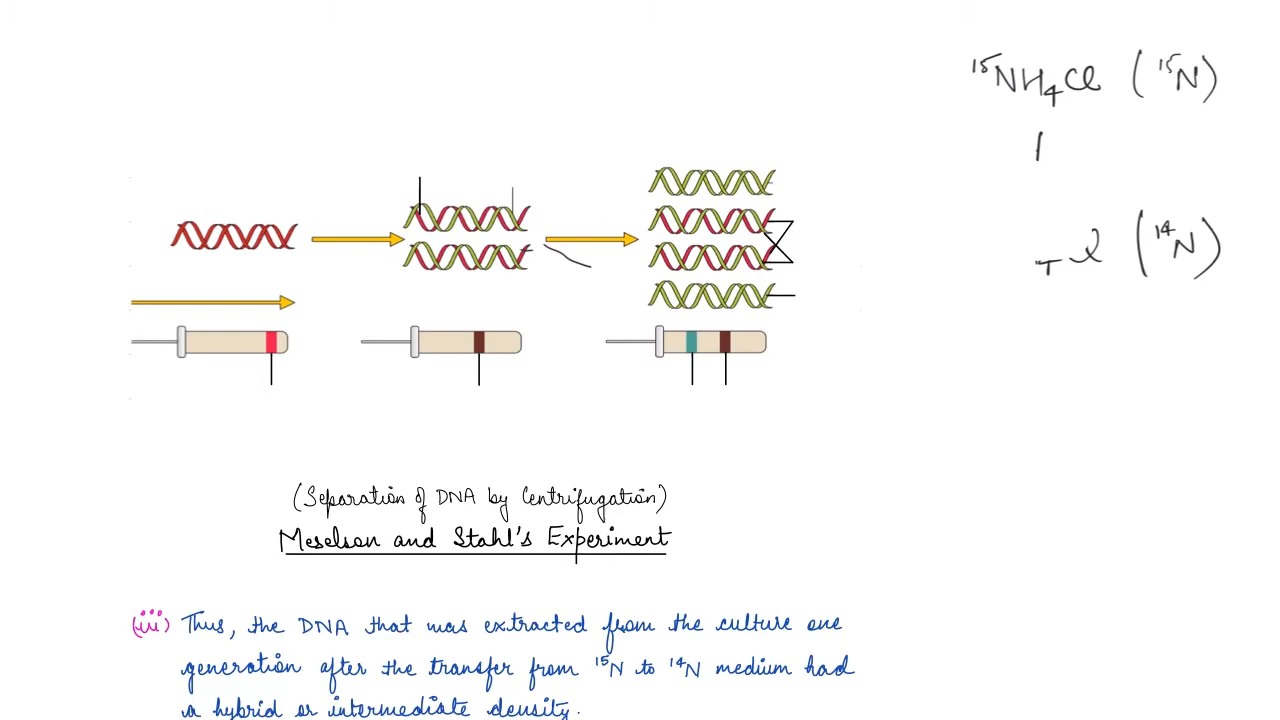 ¹⁵NH₄Cl (¹⁵N)
(¹⁴N)
(Separation of DNA by Centrifugation)
Meselson and Stahl's Experiment
(iii) Thus, the DNA that was extracted from the culture one
generation after the transfer from ¹⁵N to ¹⁴N medium had
a hybrid or intermediate density.